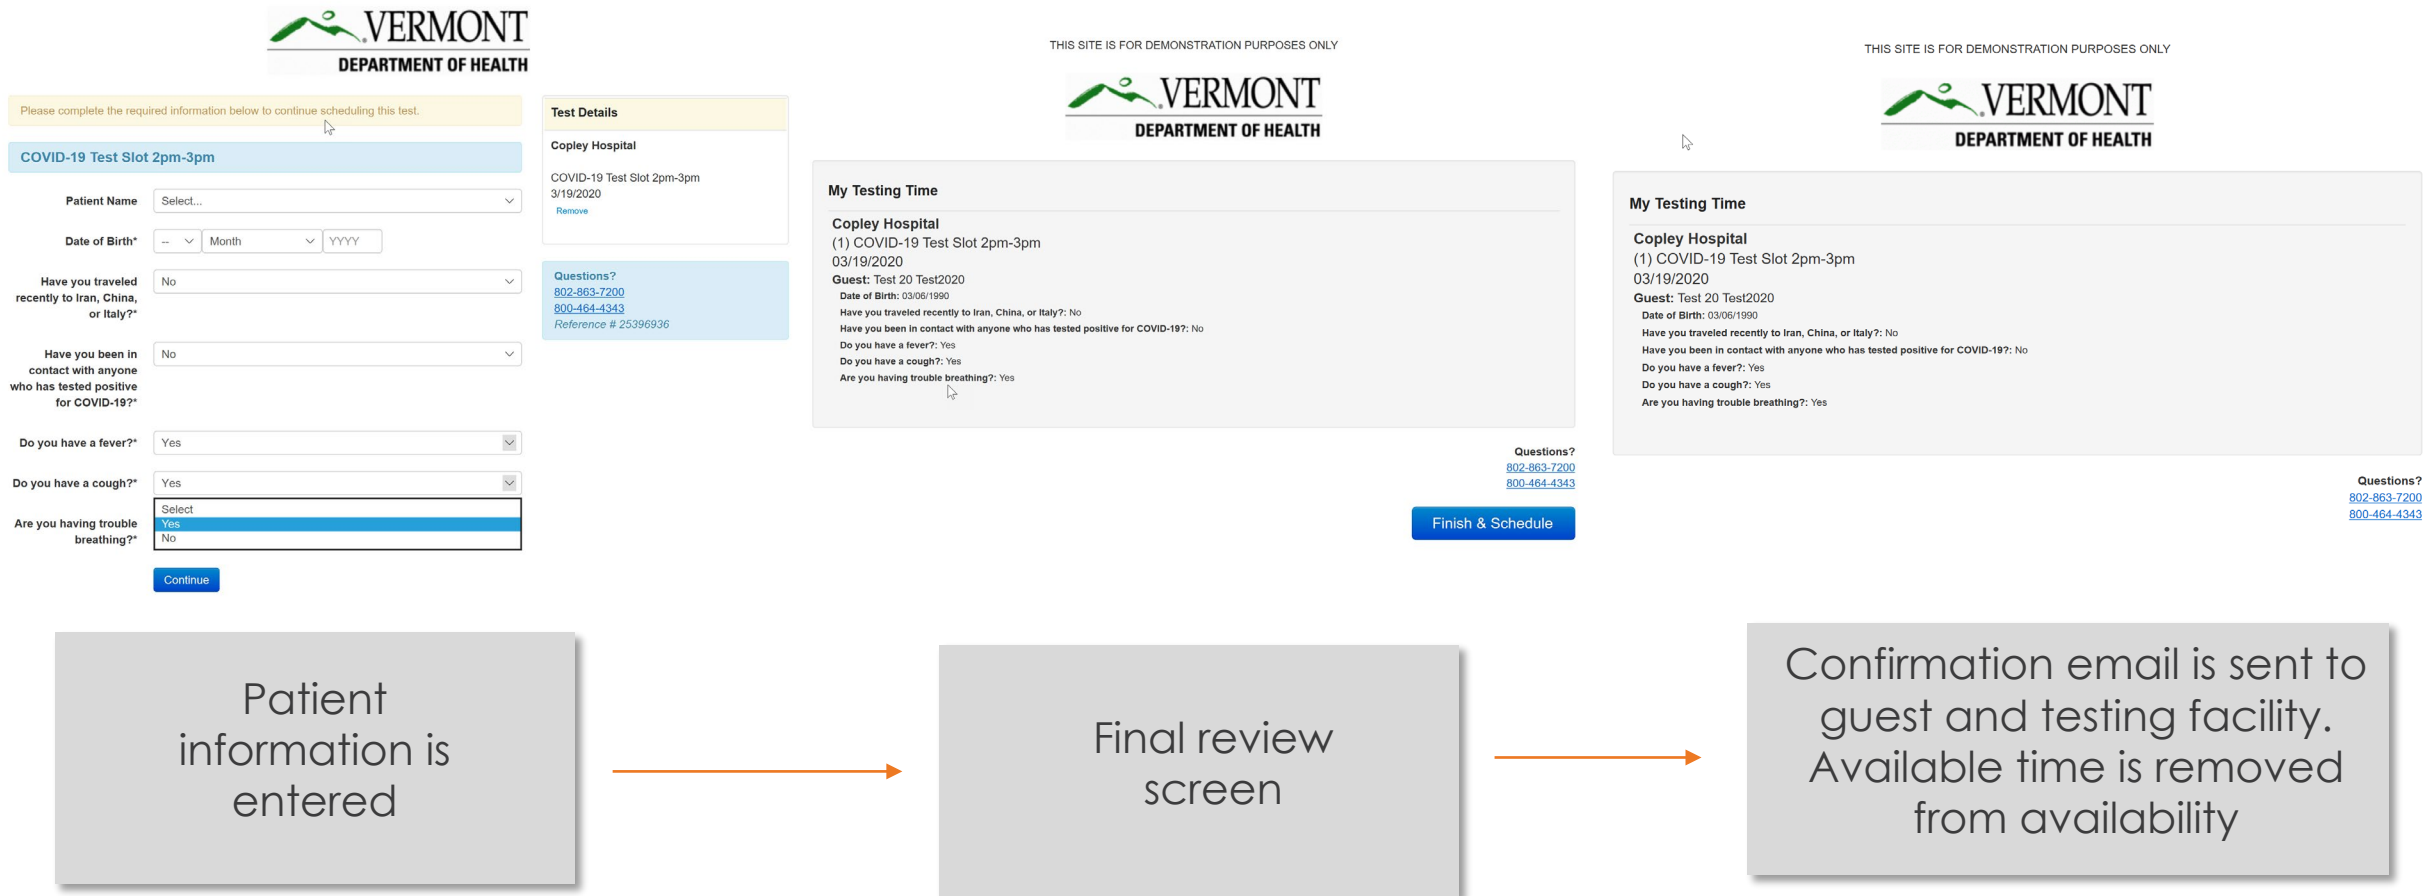 VERMONT
DEPARTMENT OF HEALTH
Please complete the required information below to continue scheduling this test.
COVID-19 Test Slot 2pm-3pm
Patient Name
Select...
Date of Birth*
--
Month
YYYY
Have you traveled
recently to Iran, China,
or Italy?*
No
Have you been in
contact with anyone
who has tested positive
for COVID-19?*
No
Do you have a fever?*
Yes
Do you have a cough?*
Yes
Are you having trouble
breathing?*
Select
Yes
No
Continue
Test Details
Copley Hospital
COVID-19 Test Slot 2pm-3pm
3/19/2020
Remove
Questions?
802-863-7200
800-464-4343
Reference # 25396936
THIS SITE IS FOR DEMONSTRATION PURPOSES ONLY
VERMONT
DEPARTMENT OF HEALTH
My Testing Time
Copley Hospital
(1) COVID-19 Test Slot 2pm-3pm
03/19/2020
Guest: Test 20 Test2020
Date of Birth: 03/06/1990
Have you traveled recently to Iran, China, or Italy?: No
Have you been in contact with anyone who has tested positive for COVID-19?: No
Do you have a fever?: Yes
Do you have a cough?: Yes
Are you having trouble breathing?: Yes
Questions?
802-863-7200
800-464-4343
Finish & Schedule
THIS SITE IS FOR DEMONSTRATION PURPOSES ONLY
VERMONT
DEPARTMENT OF HEALTH
My Testing Time
Copley Hospital
(1) COVID-19 Test Slot 2pm-3pm
03/19/2020
Guest: Test 20 Test2020
Date of Birth: 03/06/1990
Have you traveled recently to Iran, China, or Italy?: No
Have you been in contact with anyone who has tested positive for COVID-19?: No
Do you have a fever?: Yes
Do you have a cough?: Yes
Are you having trouble breathing?: Yes
Questions?
802-863-7200
800-464-4343
Patient
information is
entered
Final review
screen
Confirmation email is sent to
guest and testing facility.
Available time is removed
from availability